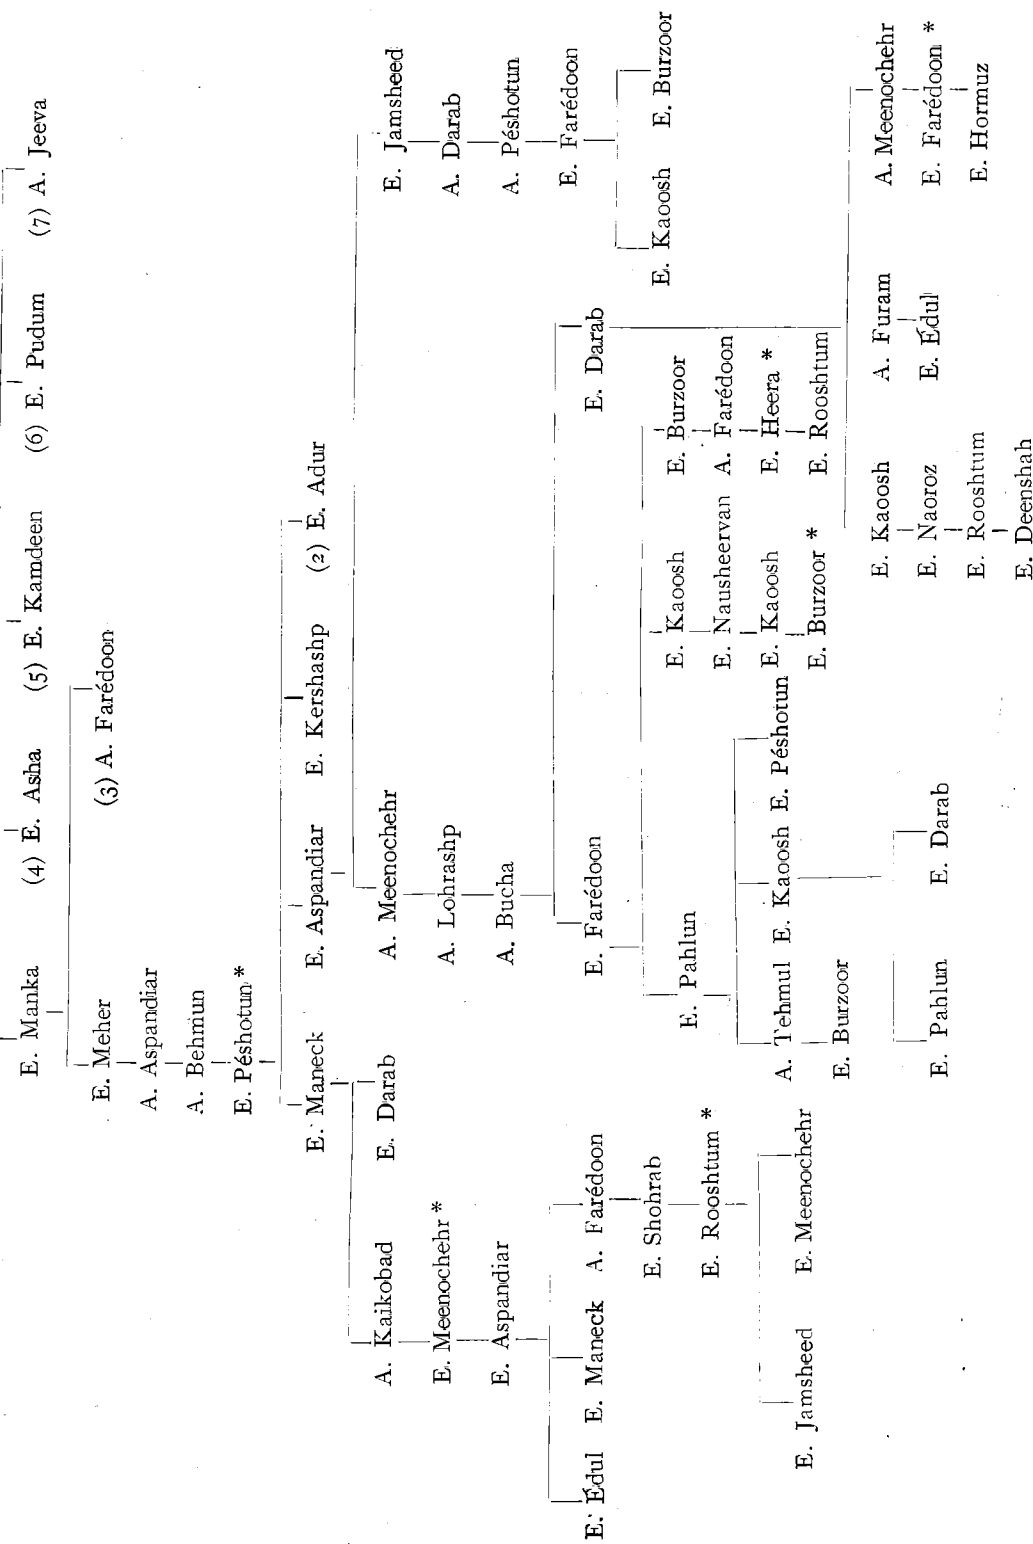 E. Manka (4) E. Asha (5) E. Kamdeen (6) E. Pudum (7) A. Jeeva
E. Meher (3) A. Farédoon
A. Aspandiar
A. Behmun
E. Péshotun *
E. Maneck E. Aspandiar E. Kershashp (2) E. Adur
A. Kaikobad E. Darab A. Meenochehr E. Jamsheed
E. Meenochehr * A. Lohrashp A. Darab
E. Aspandiar A. Bucha A. Péshotun
E. Édul E. Maneck A. Farédoon E. Farédoon E. Darab E. Farédoon
E. Shohrab E. Pahlun E. Kaoosh E. Burzoor E. Kaoosh E. Burzoor
E. Rooshtum * E. Nausheervan A. Farédoon
A. Tehmul E. Kaoosh E. Péshotun E. Kaoosh E. Heera *
E. Jamsheed E. Meenochehr E. Burzoor E. Burzoor * E. Rooshtum
E. Kaoosh A. Furam A. Meenochehr
E. Pahlun E. Darab E. Naoroz E. Édul E. Farédoon *
E. Rooshtum E. Hormuz
E. Deenshah